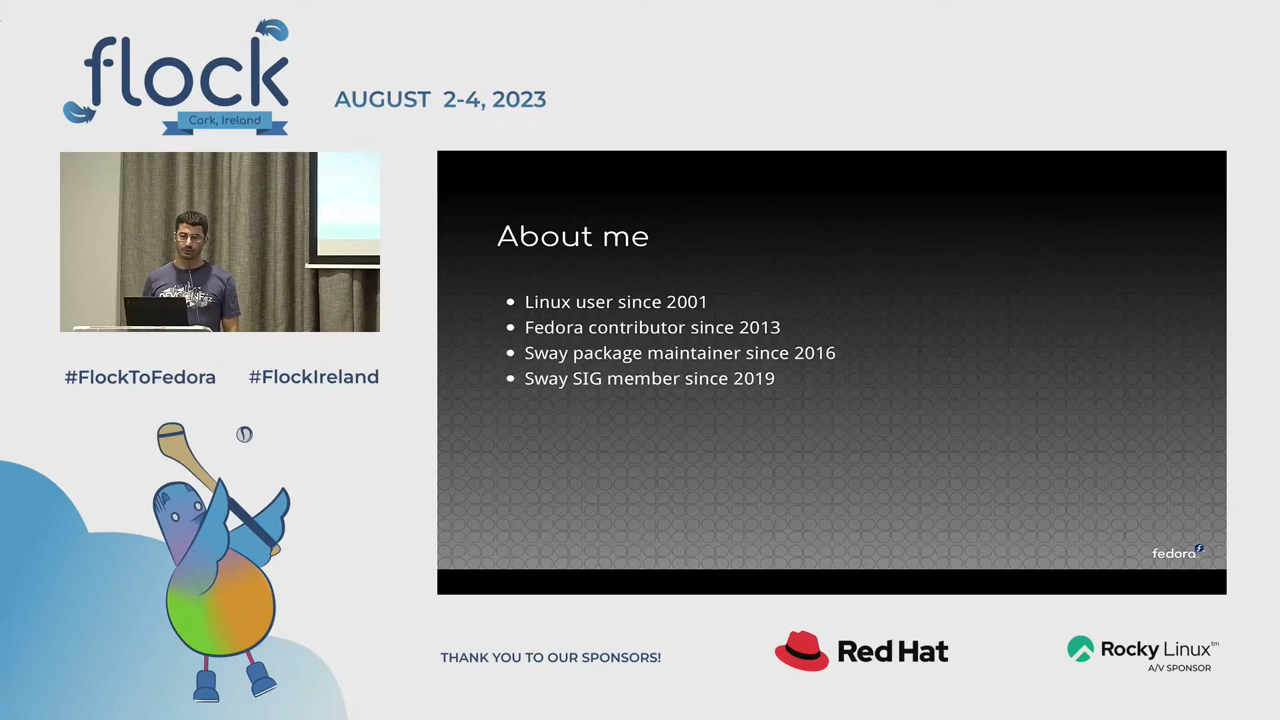 flock
Cork, Ireland
AUGUST 2-4, 2023
#FlockToFedora #FlockIreland
About me
Linux user since 2001
Fedora contributor since 2013
Sway package maintainer since 2016
Sway SIG member since 2019
fedora
THANK YOU TO OUR SPONSORS!
Red Hat
Rocky Linux™
A/V SPONSOR